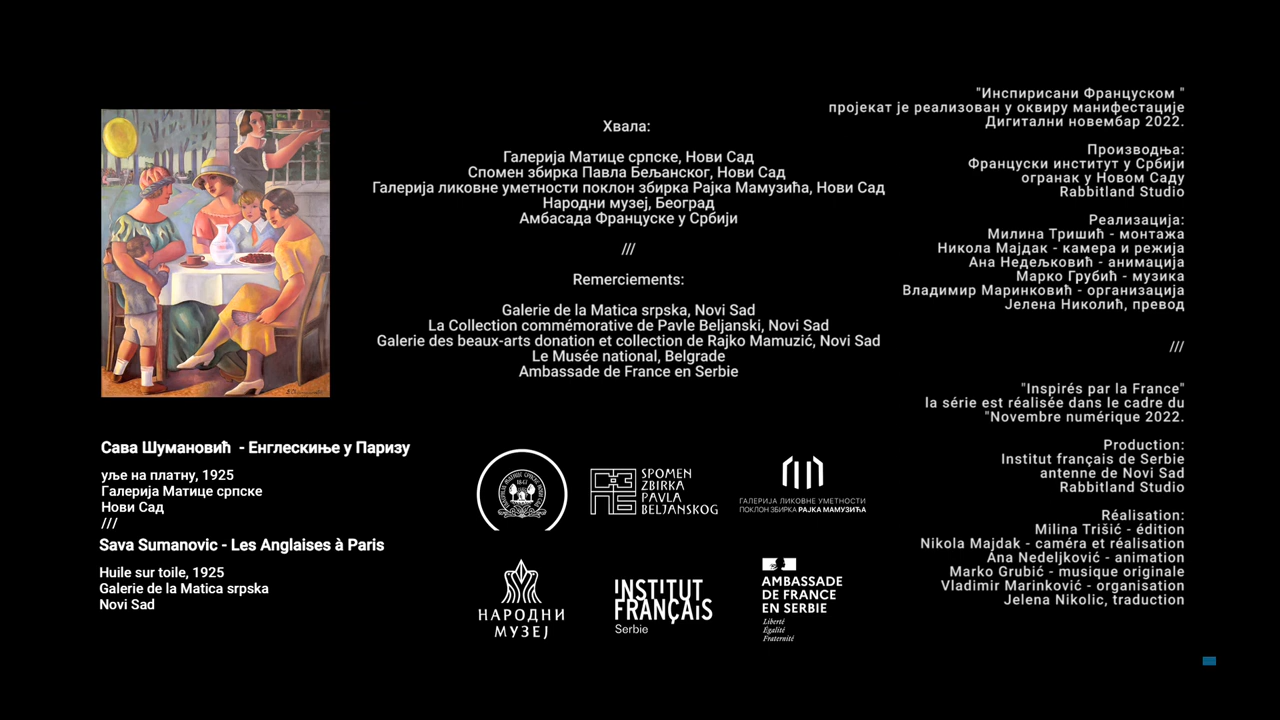 Сава Шумановић - Енглескиње у Паризу
уље на платну, 1925
Галерија Матице српске
Нови Сад
///
Sava Sumanovic - Les Anglaises à Paris
Huile sur toile, 1925
Galerie de la Matica srpska
Novi Sad
Хвала:
Галерија Матице српске, Нови Сад
Спомен збирка Павла Бељанског, Нови Сад
Галерија ликовне уметности поклон збирка Рајка Мамузића, Нови Сад
Народни музеј, Београд
Амбасада Француске у Србији
///
Remerciements:
Galerie de la Matica srpska, Novi Sad
La Collection commémorative de Pavle Beljanski, Novi Sad
Galerie des beaux-arts donation et collection de Rajko Mamuzić, Novi Sad
Le Musée national, Belgrade
Ambassade de France en Serbie
1847
SPOMEN
ZBIRKA
PAVLA
BELJANSKOG
ГАЛЕРИЈА ЛИКОВНЕ УМЕТНОСТИ
ПОКЛОН ЗБИРКА РАЈКА МАМУЗИЋА
НАРОДНИ
МУЗЕЈ
INSTITUT
FRANÇAIS
Serbie
AMBASSADE
DE FRANCE
EN SERBIE
Liberté
Égalité
Fraternité
"Инспирисани Француском "
пројекат је реализован у оквиру манифестације
Дигитални новембар 2022.
Производња:
Француски институт у Србији
огранак у Новом Саду
Rabbitland Studio
Реализација:
Милина Тришић - монтажа
Никола Мајдак - камера и режија
Ана Недељковић - анимација
Марко Грубић - музика
Владимир Маринковић - организација
Јелена Николић, превод
///
"Inspirés par la France"
la série est réalisée dans le cadre du
"Novembre numérique 2022.
Production:
Institut français de Serbie
antenne de Novi Sad
Rabbitland Studio
Réalisation:
Milina Trišić - édition
Nikola Majdak - caméra et réalisation
Ana Nedeljković - animation
Marko Grubić - musique originale
Vladimir Marinković - organisation
Jelena Nikolic, traduction